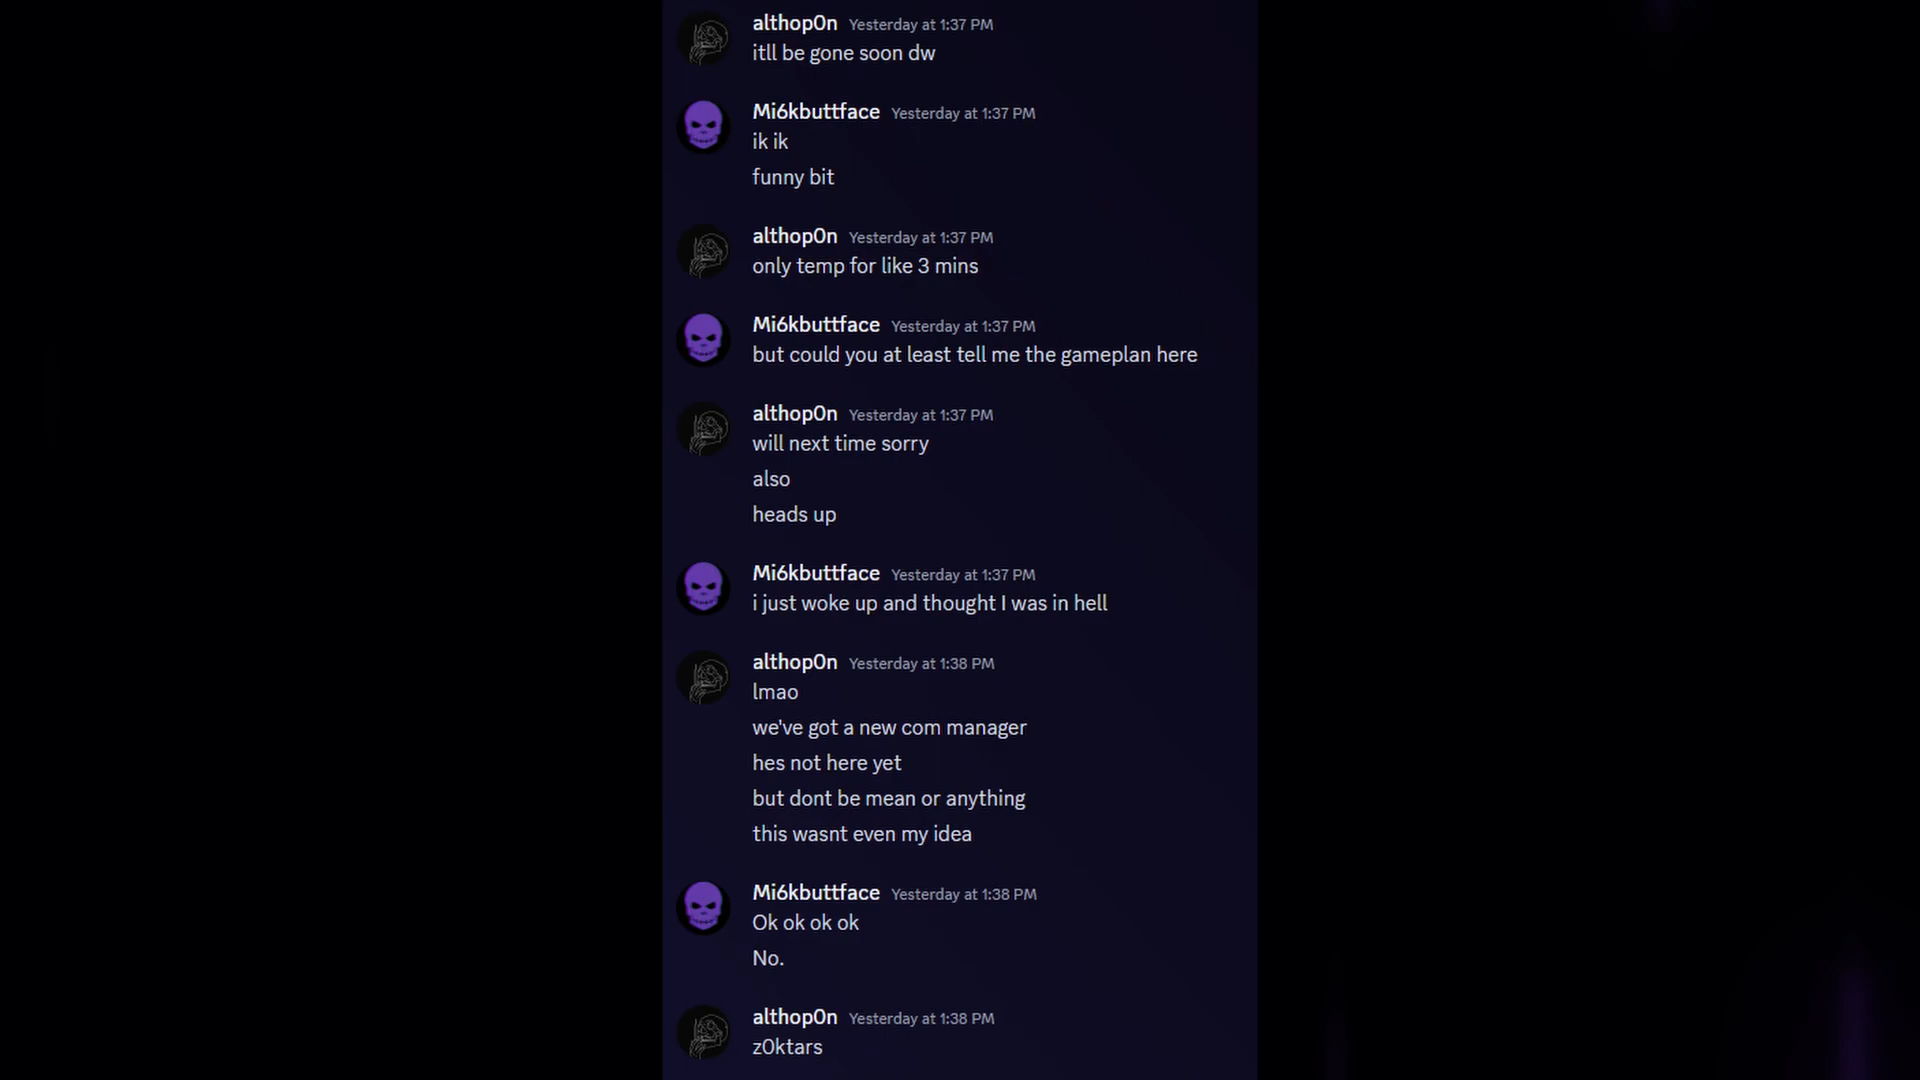 althop0n Yesterday at 1:37 PM
itll be gone soon dw
Mi6kbuttface Yesterday at 1:37 PM
ik ik
funny bit
althop0n Yesterday at 1:37 PM
only temp for like 3 mins
Mi6kbuttface Yesterday at 1:37 PM
but could you at least tell me the gameplan here
althop0n Yesterday at 1:37 PM
will next time sorry
also
heads up
Mi6kbuttface Yesterday at 1:37 PM
i just woke up and thought I was in hell
althop0n Yesterday at 1:38 PM
lmao
we've got a new com manager
hes not here yet
but dont be mean or anything
this wasnt even my idea
Mi6kbuttface Yesterday at 1:38 PM
Ok ok ok ok
No.
althop0n Yesterday at 1:38 PM
z0ktars